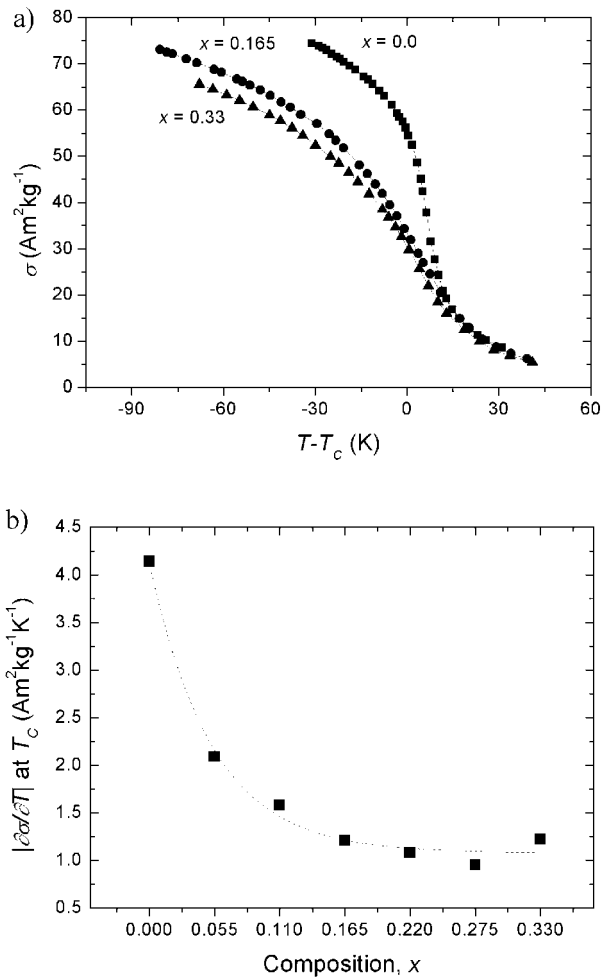 a)
80
70
60
50
40
30
20
10
0
σ (Am²kg⁻¹)
x = 0.165
x = 0.0
x = 0.33
-90 -60 -30 0 30 60
T-T_C (K)
b)
4.5
4.0
3.5
3.0
2.5
2.0
1.5
1.0
0.5
|∂σ/∂T| at T_C (Am²kg⁻¹K⁻¹)
0.000 0.055 0.110 0.165 0.220 0.275 0.330
Composition, x